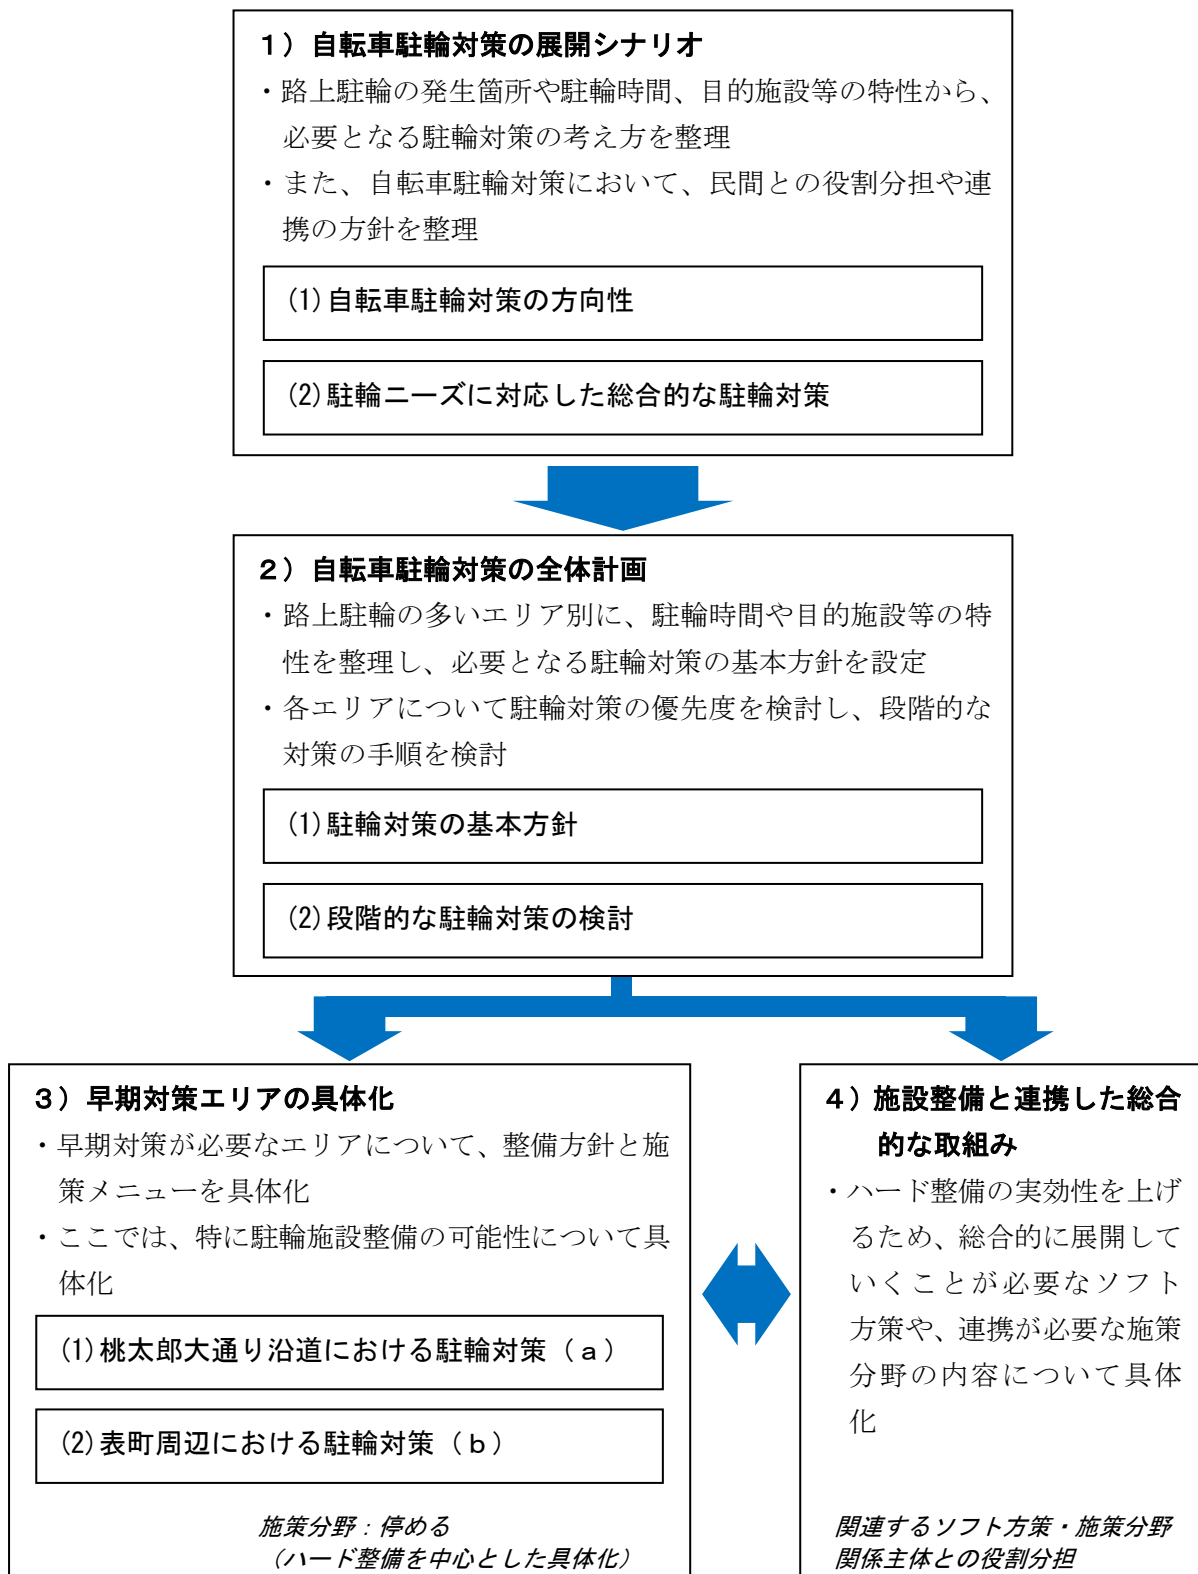 １）自転車駐輪対策の展開シナリオ
・路上駐輪の発生箇所や駐輪時間、目的施設等の特性から、
必要となる駐輪対策の考え方を整理
・また、自転車駐輪対策において、民間との役割分担や連
携の方針を整理
(1)自転車駐輪対策の方向性
(2)駐輪ニーズに対応した総合的な駐輪対策
２）自転車駐輪対策の全体計画
・路上駐輪の多いエリア別に、駐輪時間や目的施設等の特
性を整理し、必要となる駐輪対策の基本方針を設定
・各エリアについて駐輪対策の優先度を検討し、段階的な
対策の手順を検討
(1)駐輪対策の基本方針
(2)段階的な駐輪対策の検討
３）早期対策エリアの具体化
・早期対策が必要なエリアについて、整備方針と施
策メニューを具体化
・ここでは、特に駐輪施設整備の可能性について具
体化
(1)桃太郎大通り沿道における駐輪対策（ａ）
(2)表町周辺における駐輪対策（ｂ）
施策分野：停める
（ハード整備を中心とした具体化）
４）施設整備と連携した総合
的な取組み
・ハード整備の実効性を上げ
るため、総合的に展開して
いくことが必要なソフト
方策や、連携が必要な施策
分野の内容について具体
化
関連するソフト方策・施策分野
関係主体との役割分担